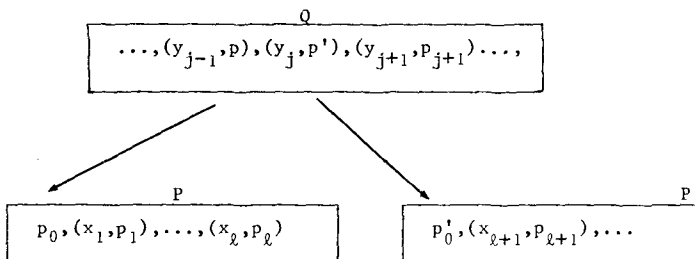 Q
...,(y_{j-1},p),(y_j,p'),(y_{j+1},p_{j+1})...,
P P
p_0,(x_1,p_1),...,(x_ℓ,p_ℓ) p'_0,(x_{ℓ+1},p_{ℓ+1}),...